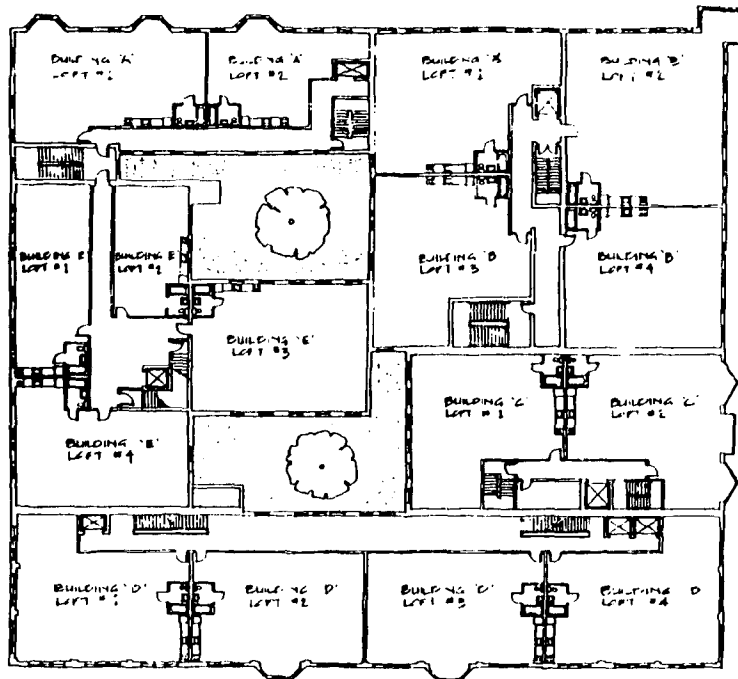 BUILDING 'A'
LOFT #1
BUILDING 'A'
LOFT #2
BUILDING 'B'
LOFT #1
BUILDING 'B'
LOFT #2
BUILDING E'
LOFT #1
BUILDING E'
LOFT #2
BUILDING 'B
LOFT #3
BUILDING 'B'
LOFT #4
BUILDING 'E'
LOFT #3
BUILDING 'C'
LOFT #1
BUILDING 'C'
LOFT #2
BUILDING 'E'
LOFT #4
BUILDING 'D'
LOFT #1
BUILDING 'D'
LOFT #2
BUILDING 'D'
LOFT #3
BUILDING D
LOFT #4